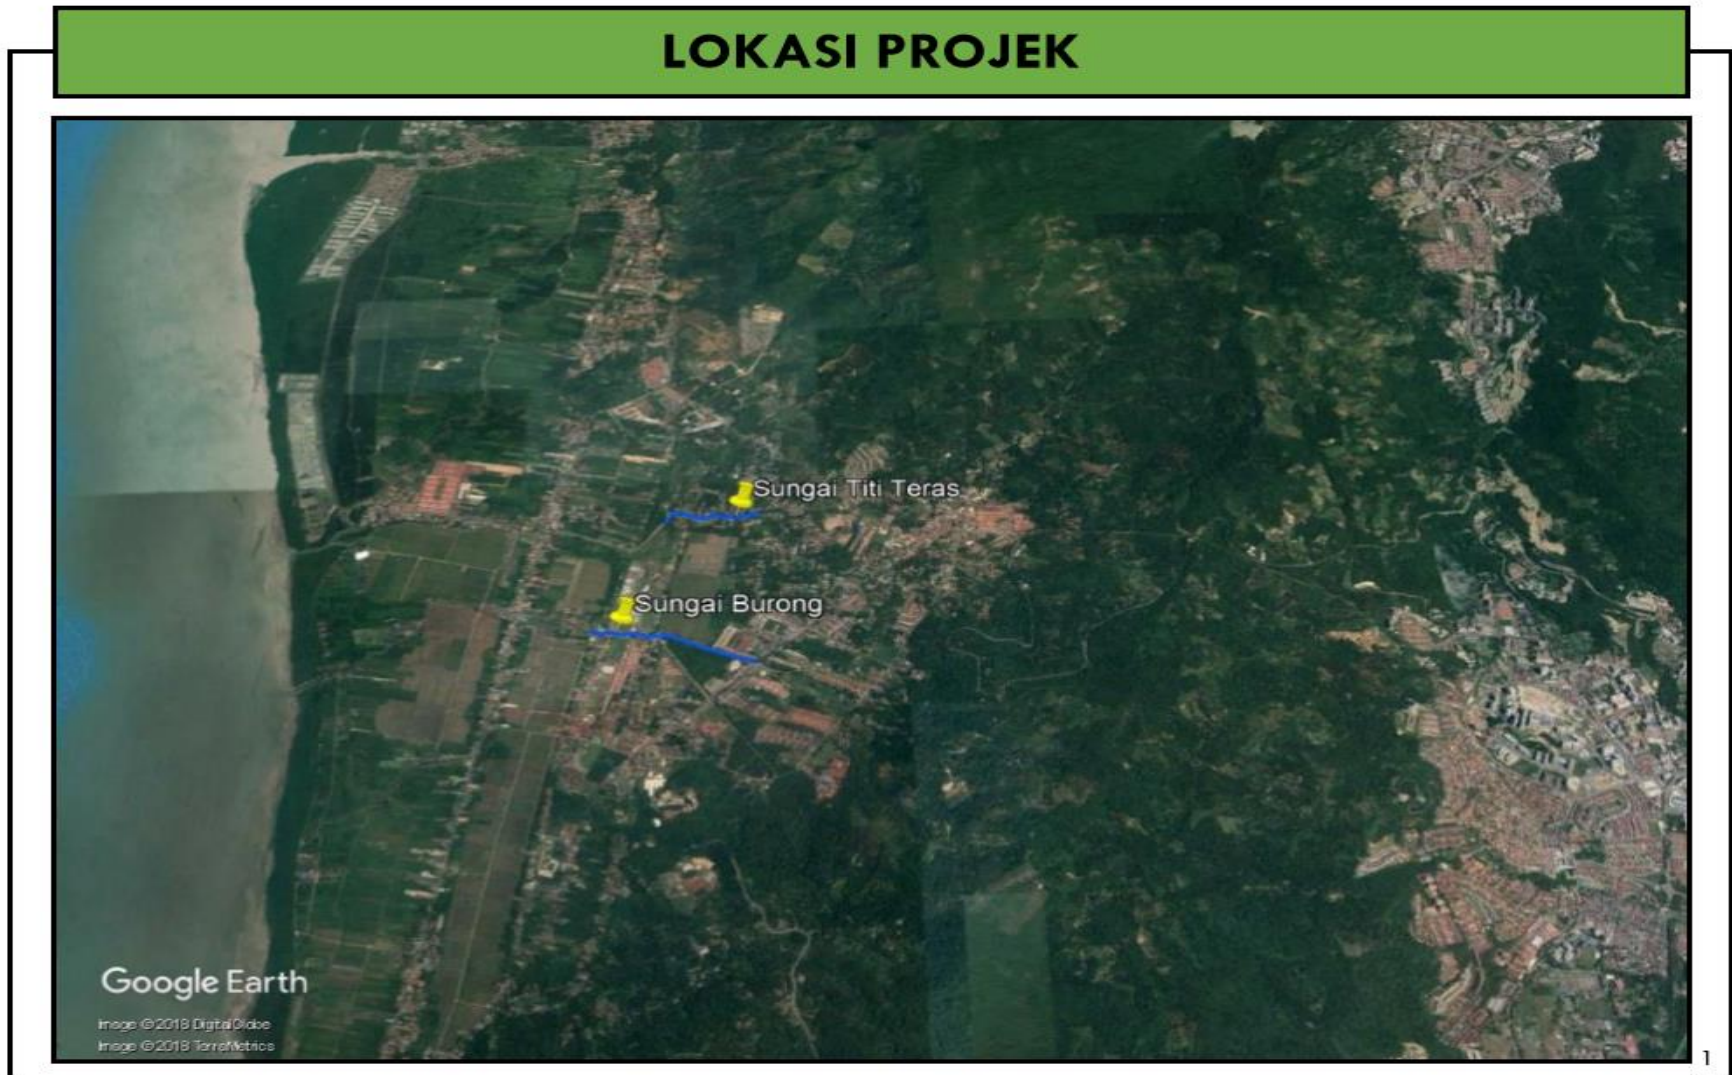 LOKASI PROJEK
Sungai Titi Teras
Sungai Burong
Google Earth
Image © 2018 DigitalGlobe
Image © 2018 TerraMetrics
1